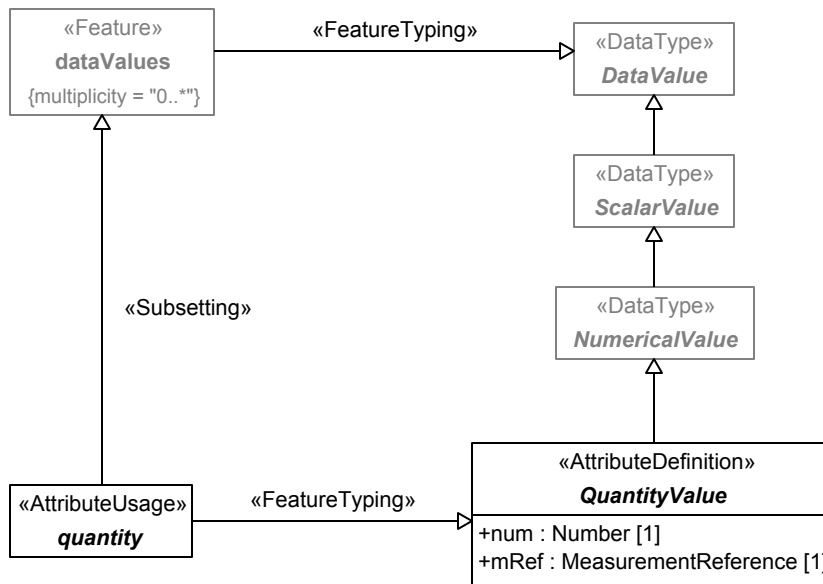 «Feature»
dataValues
{multiplicity = "0..*"}
«FeatureTyping»
«DataType»
DataValue
«DataType»
ScalarValue
«Subsetting»
«DataType»
NumericalValue
«AttributeUsage»
quantity
«FeatureTyping»
«AttributeDefinition»
QuantityValue
+num : Number [1]
+mRef : MeasurementReference [1]